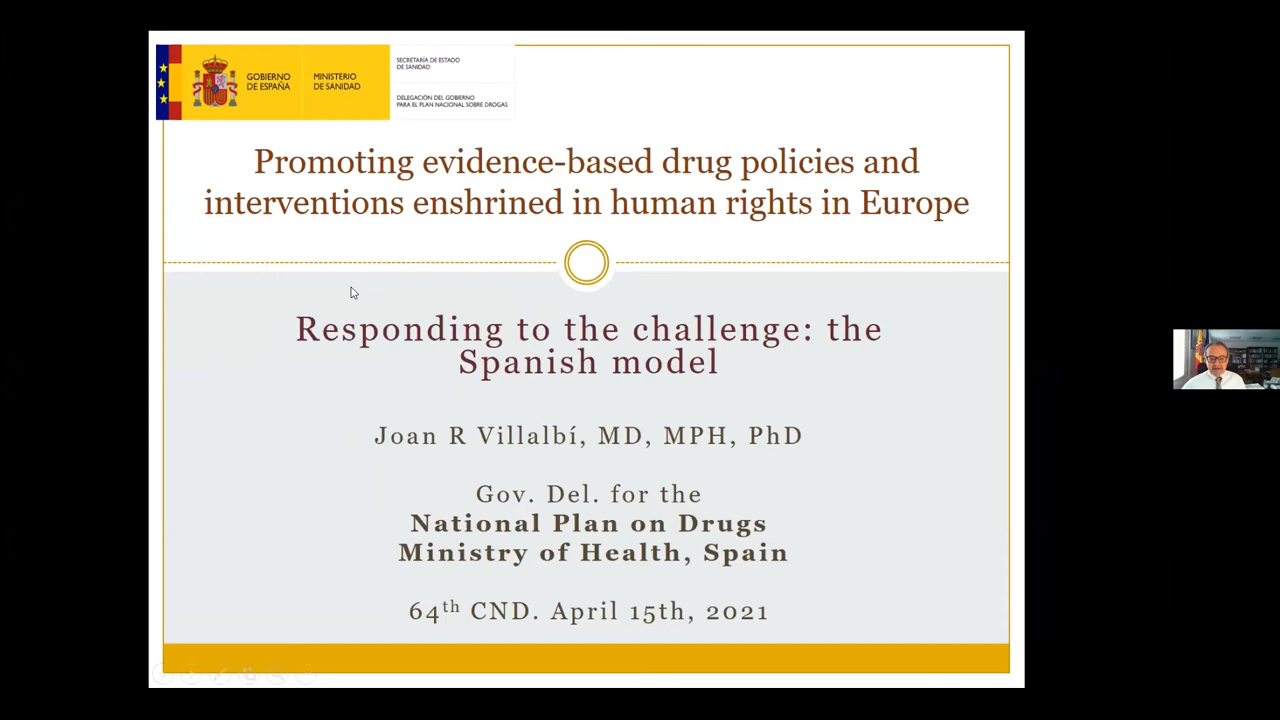 GOBIERNO
DE ESPAÑA
MINISTERIO
DE SANIDAD
SECRETARÍA DE ESTADO
DE SANIDAD
DELEGACIÓN DEL GOBIERNO
PARA EL PLAN NACIONAL SOBRE DROGAS
Promoting evidence-based drug policies and
interventions enshrined in human rights in Europe
Responding to the challenge: the
Spanish model
Joan R Villalbí, MD, MPH, PhD
Gov. Del. for the
National Plan on Drugs
Ministry of Health, Spain
64th CND. April 15th, 2021